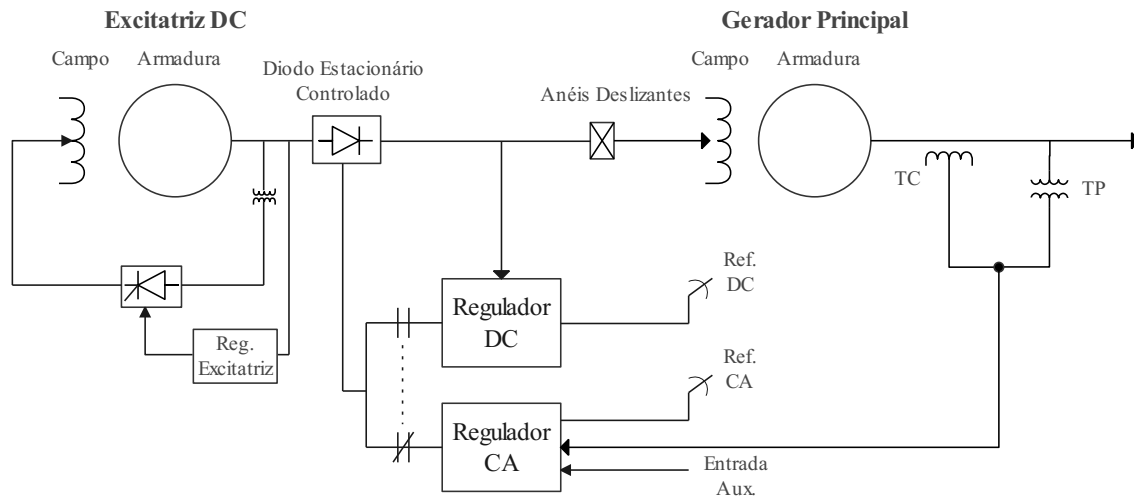 Excitatriz DC
Gerador Principal
Campo
Armadura
Diodo Estacionário
Controlado
Anéis Deslizantes
Campo
Armadura
TC
TP
Ref.
DC
Regulador
DC
Reg.
Excitatriz
Ref.
CA
Regulador
CA
Entrada
Aux.